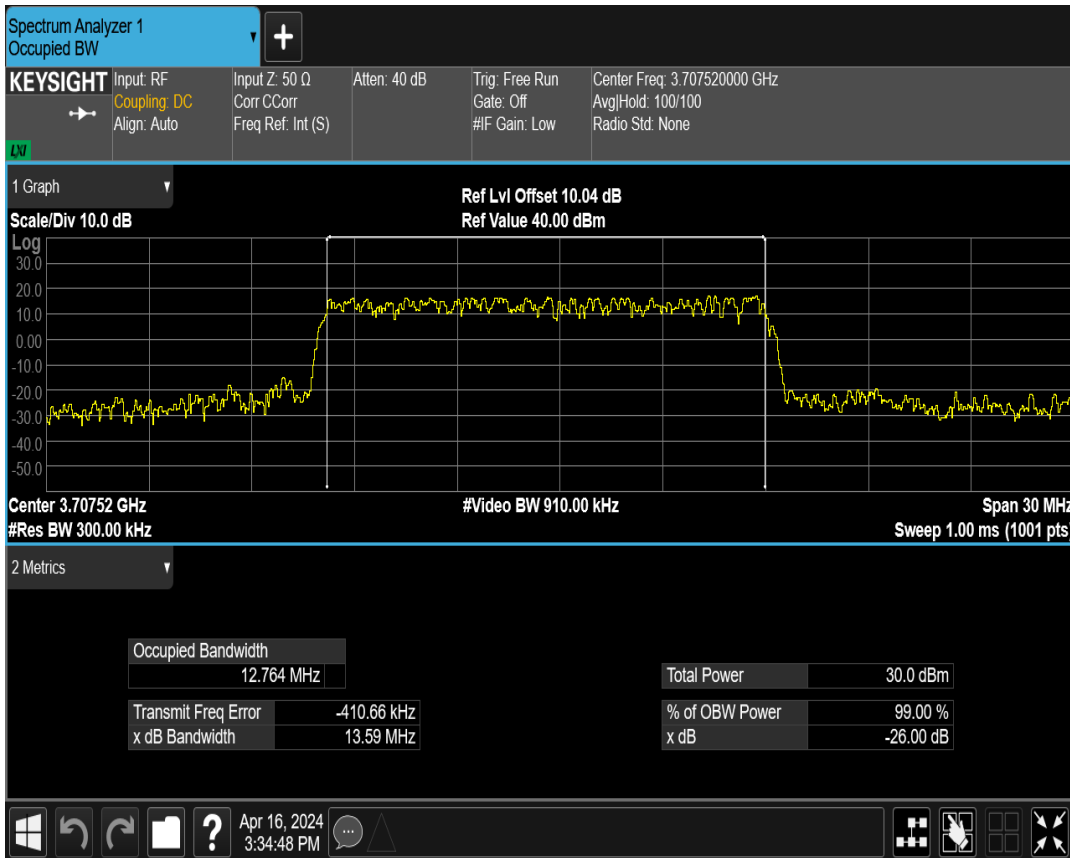 Spectrum Analyzer 1
Occupied BW
KEYSIGHT
LXI
Input: RF
Coupling: DC
Align: Auto
Input Z: 50 Ω
Corr CCorr
Freq Ref: Int (S)
Atten: 40 dB
Trig: Free Run
Gate: Off
#IF Gain: Low
Center Freq: 3.707520000 GHz
Avg|Hold: 100/100
Radio Std: None
1 Graph
Ref Lvl Offset 10.04 dB
Scale/Div 10.0 dB
Ref Value 40.00 dBm
Log
30.0
20.0
10.0
0.00
-10.0
-20.0
-30.0
-40.0
-50.0
Center 3.70752 GHz
#Video BW 910.00 kHz
Span 30 MHz
#Res BW 300.00 kHz
Sweep 1.00 ms (1001 pts)
2 Metrics
Occupied Bandwidth
12.764 MHz
Total Power 30.0 dBm
Transmit Freq Error -410.66 kHz
% of OBW Power 99.00 %
x dB Bandwidth 13.59 MHz
x dB -26.00 dB
?
Apr 16, 2024
3:34:48 PM